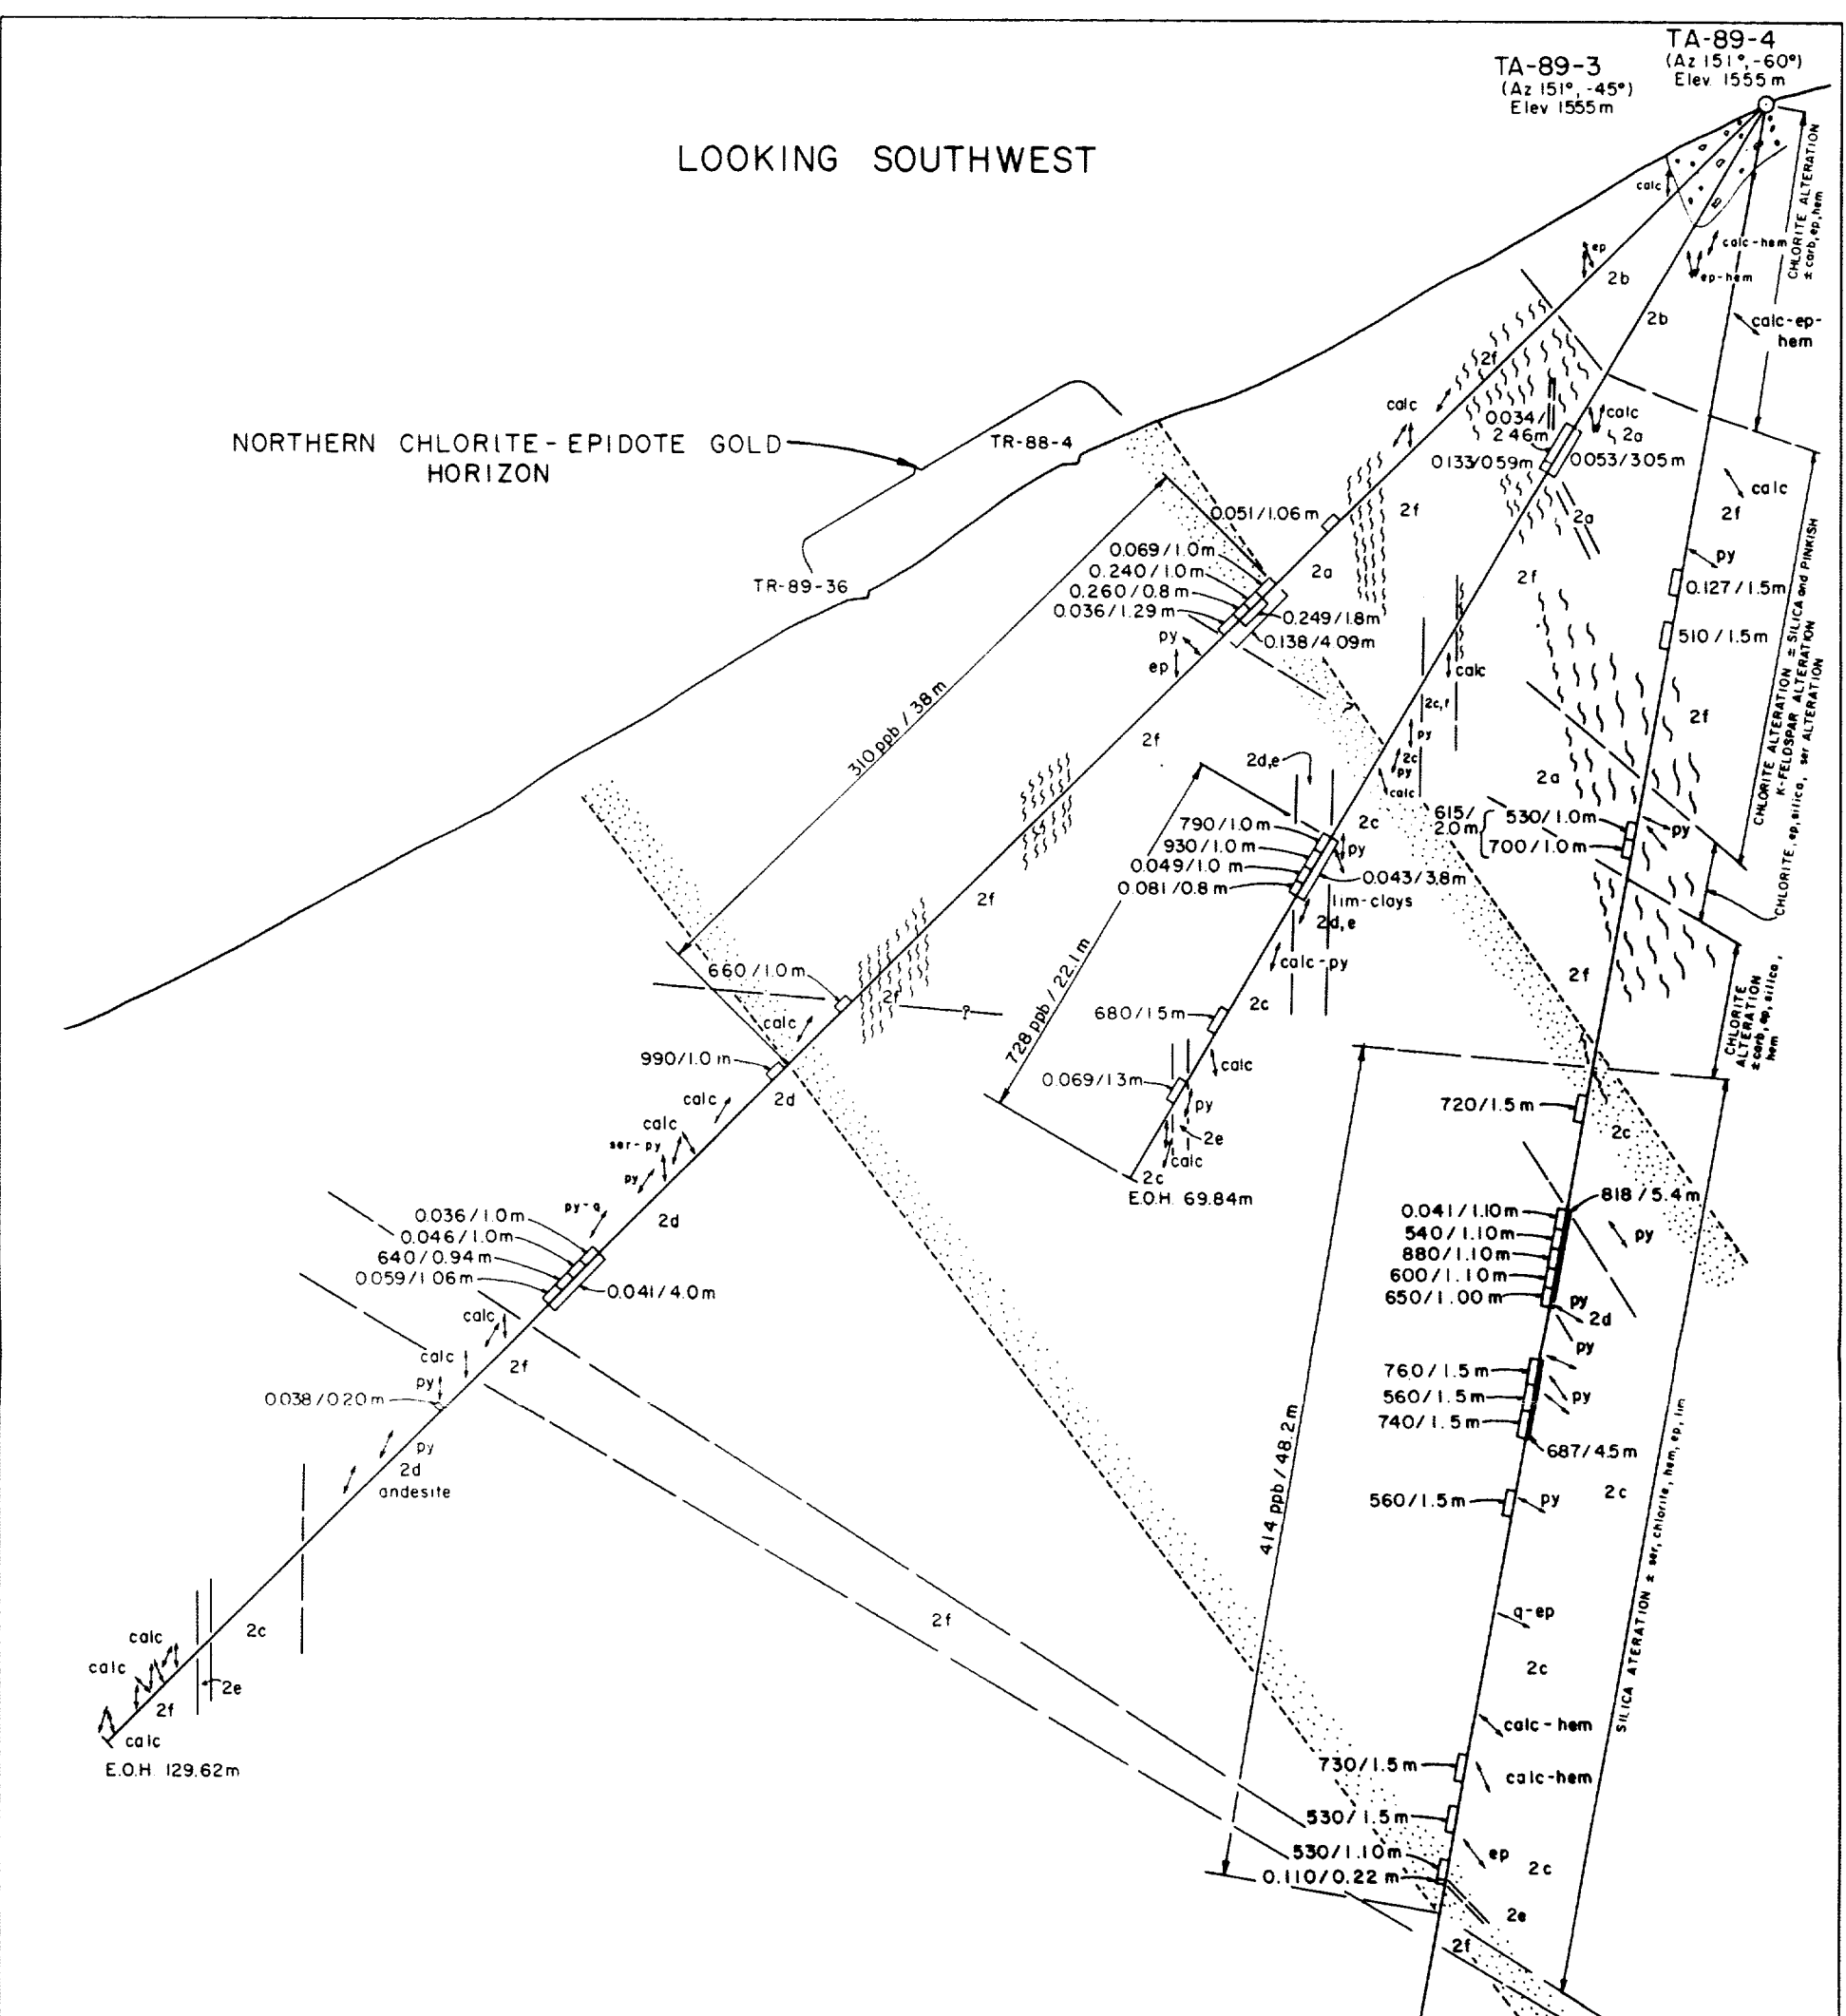 TA-89-4
(Az 151°, -60°)
Elev. 1555 m
TA-89-3
(Az 151°, -45°)
Elev 1555 m
LOOKING SOUTHWEST
CHLORITE ALTERATION
± carb, ep, hem
calc
calc-hem
ep-hem
ep
2b
2b
calc-ep-
hem
2f
calc
0.034/
2.46m
calc
2a
0.133/0.59m
0.053/3.05m
NORTHERN CHLORITE-EPIDOTE GOLD
HORIZON
TR-88-4
TR-89-36
calc
2f
py
0.127/1.5m
510/1.5m
CHLORITE ALTERATION ± SILICA and PINKISH
K-FELDSPAR ALTERATION
CHLORITE, ep, silica, ser ALTERATION
0.051/1.06m
2f
2a
2a
2f
0.069/1.0m
0.240/1.0m
0.260/0.8m
0.036/1.29m
0.249/1.8m
0.138/4.09m
py
ep
calc
2c,f
?
py
2c
py
calc
2f
2f
2a
310 ppb / 38m
2d,e
2c
615/
2.0m
530/1.0m
700/1.0m
py
790/1.0m
930/1.0m
0.049/1.0m
0.081/0.8m
py
0.043/3.8m
lim-clays
2d,e
2f
calc-py
2f
CHLORITE
ALTERATION
± carb, ep, silica,
hem
660/1.0m
2f
?
calc
728 ppb / 22.1m
680/1.5m
2c
calc
990/1.0m
2d
0.069/1.3m
py
2e
calc
2c
E.O.H. 69.84m
720/1.5m
2c
calc
calc
ser-py
py
py-q
2d
0.036/1.0m
0.046/1.0m
640/0.94m
0.059/1.06m
0.041/4.0m
818/5.4m
0.041/1.10m
540/1.10m
880/1.10m
600/1.10m
650/1.00m
py
py
2d
py
calc
calc
2f
py
0.038/0.20m
py
2d
andesite
760/1.5m
560/1.5m
740/1.5m
py
687/4.5m
414 ppb / 48.2m
560/1.5m
py
2c
SILICA ATERATION ± ser, chlorite, hem, ep, lim
q-ep
2c
2f
2c
calc
calc
2e
2f
calc
E.O.H. 129.62m
calc-hem
730/1.5m
calc-hem
530/1.5m
530/1.10m
ep
2c
0.110/0.22m
2e
2f